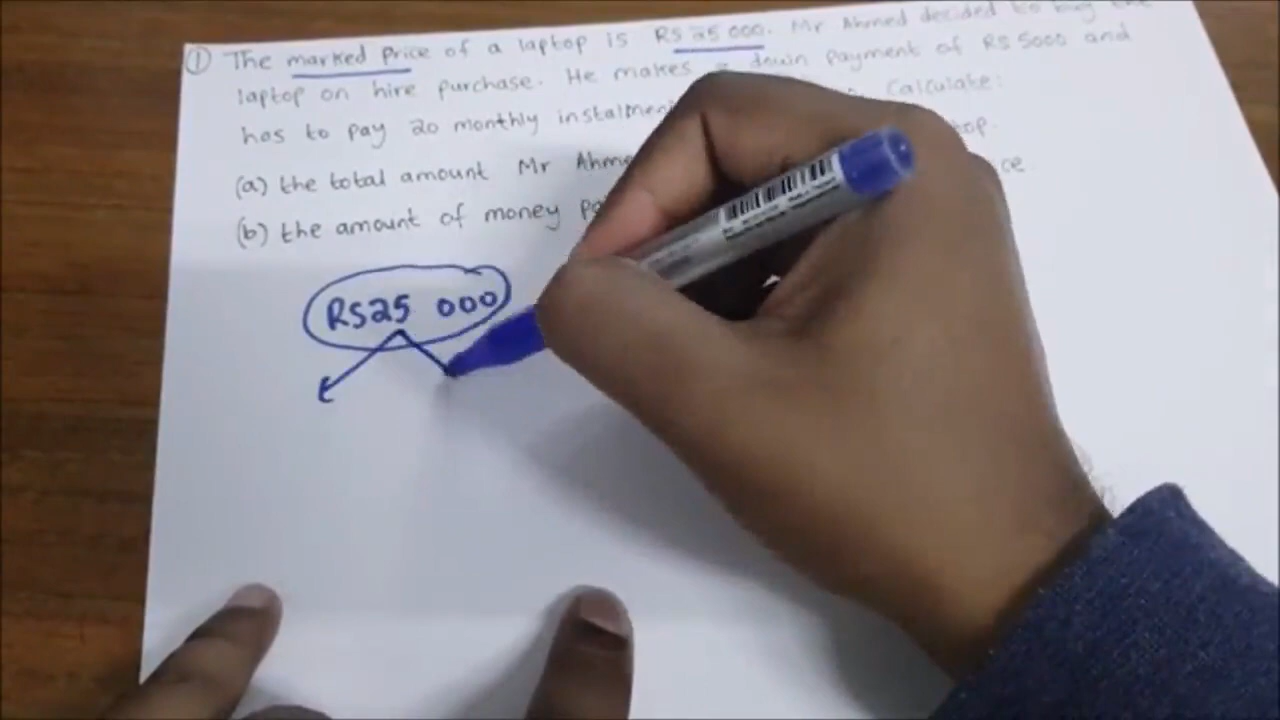 ① The marked price of a laptop is Rs 25 000. Mr Ahmed decided to buy the
laptop on hire purchase. He makes a down payment of Rs 5000 and
has to pay 20 monthly Calculate:
(a) the total amount Mr
(b) the amount of money
Rs25 000